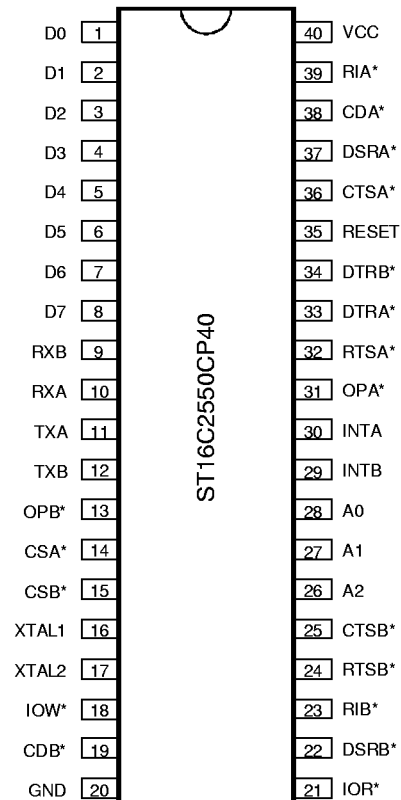 D0 1 40 VCC
D1 2 39 RIA*
D2 3 38 CDA*
D3 4 37 DSRA*
D4 5 36 CTSA*
D5 6 35 RESET
D6 7 34 DTRB*
D7 8 33 DTRA*
RXB 9 32 RTSA*
RXA 10 31 OPA*
TXA 11 30 INTA
TXB 12 29 INTB
OPB* 13 28 A0
CSA* 14 27 A1
CSB* 15 26 A2
XTAL1 16 25 CTSB*
XTAL2 17 24 RTSB*
IOW* 18 23 RIB*
CDB* 19 22 DSRB*
GND 20 21 IOR*
ST16C2550CP40